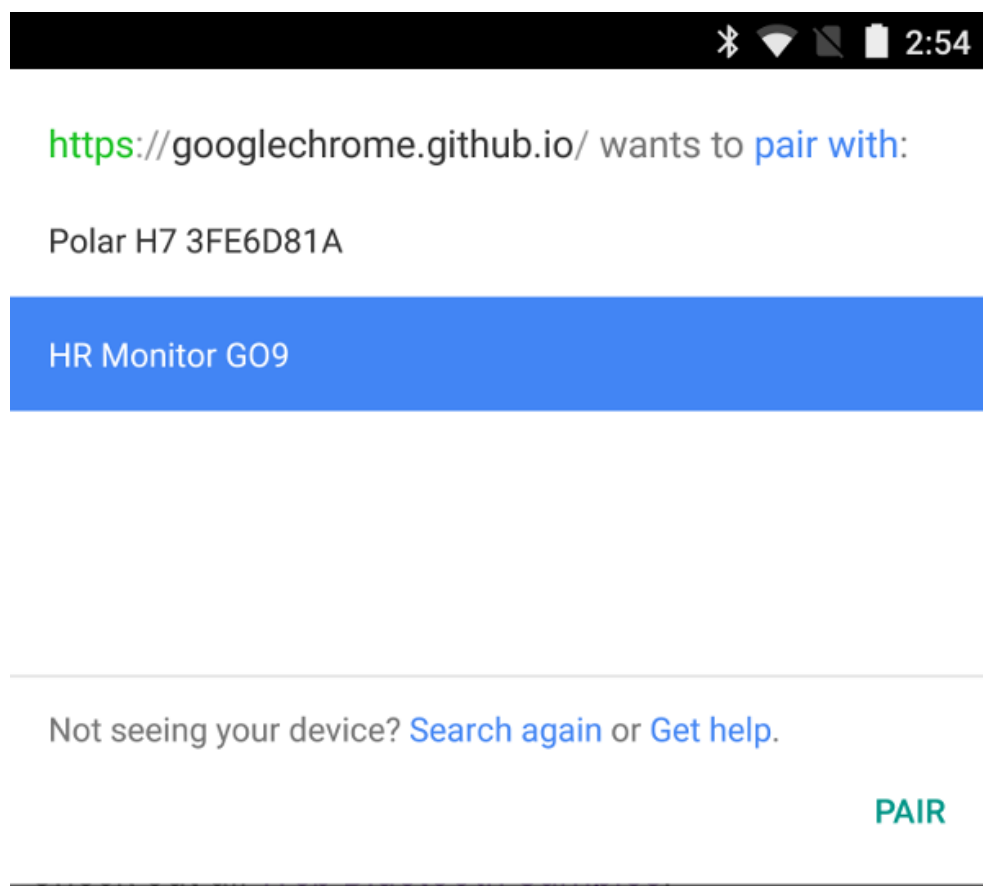 2:54
https://googlechrome.github.io/ wants to pair with:
Polar H7 3FE6D81A
HR Monitor GO9
Not seeing your device? Search again or Get help.
PAIR